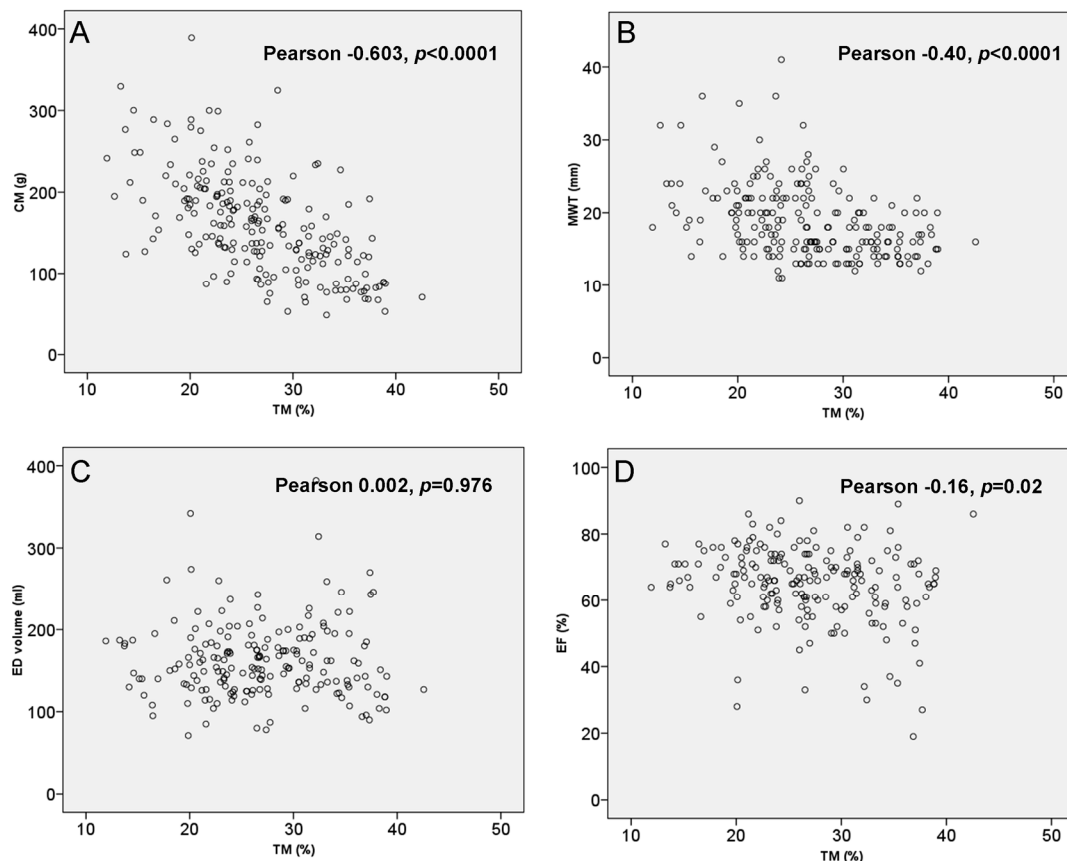 A
Pearson -0.603, p<0.0001
400
300
200
100
0
CM (g)
10 20 30 40 50
TM (%)
B
Pearson -0.40, p<0.0001
40
30
20
10
0
MWT (mm)
10 20 30 40 50
TM (%)
C
Pearson 0.002, p=0.976
400
300
200
100
0
ED volume (ml)
10 20 30 40 50
TM (%)
D
Pearson -0.16, p=0.02
100
80
60
40
20
0
EF (%)
10 20 30 40 50
TM (%)